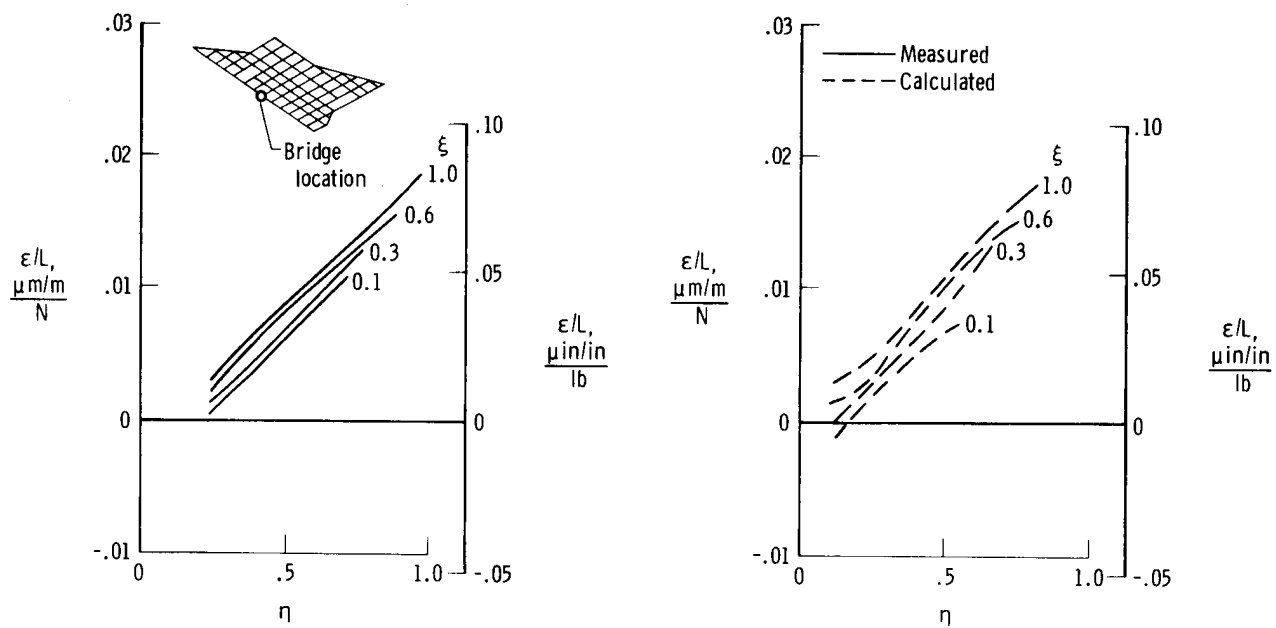 .03
.02
.01
0
-.01
ε/L,
μm/m
N
Bridge
location
ξ
1.0
0.6
0.3
0.1
.10
.05
0
-.05
ε/L,
μin/in
lb
0
.5
1.0
η
.03
.02
.01
0
-.01
ε/L,
μm/m
N
Measured
Calculated
ξ
1.0
0.6
0.3
0.1
.10
.05
0
-.05
ε/L,
μin/in
lb
0
.5
1.0
η